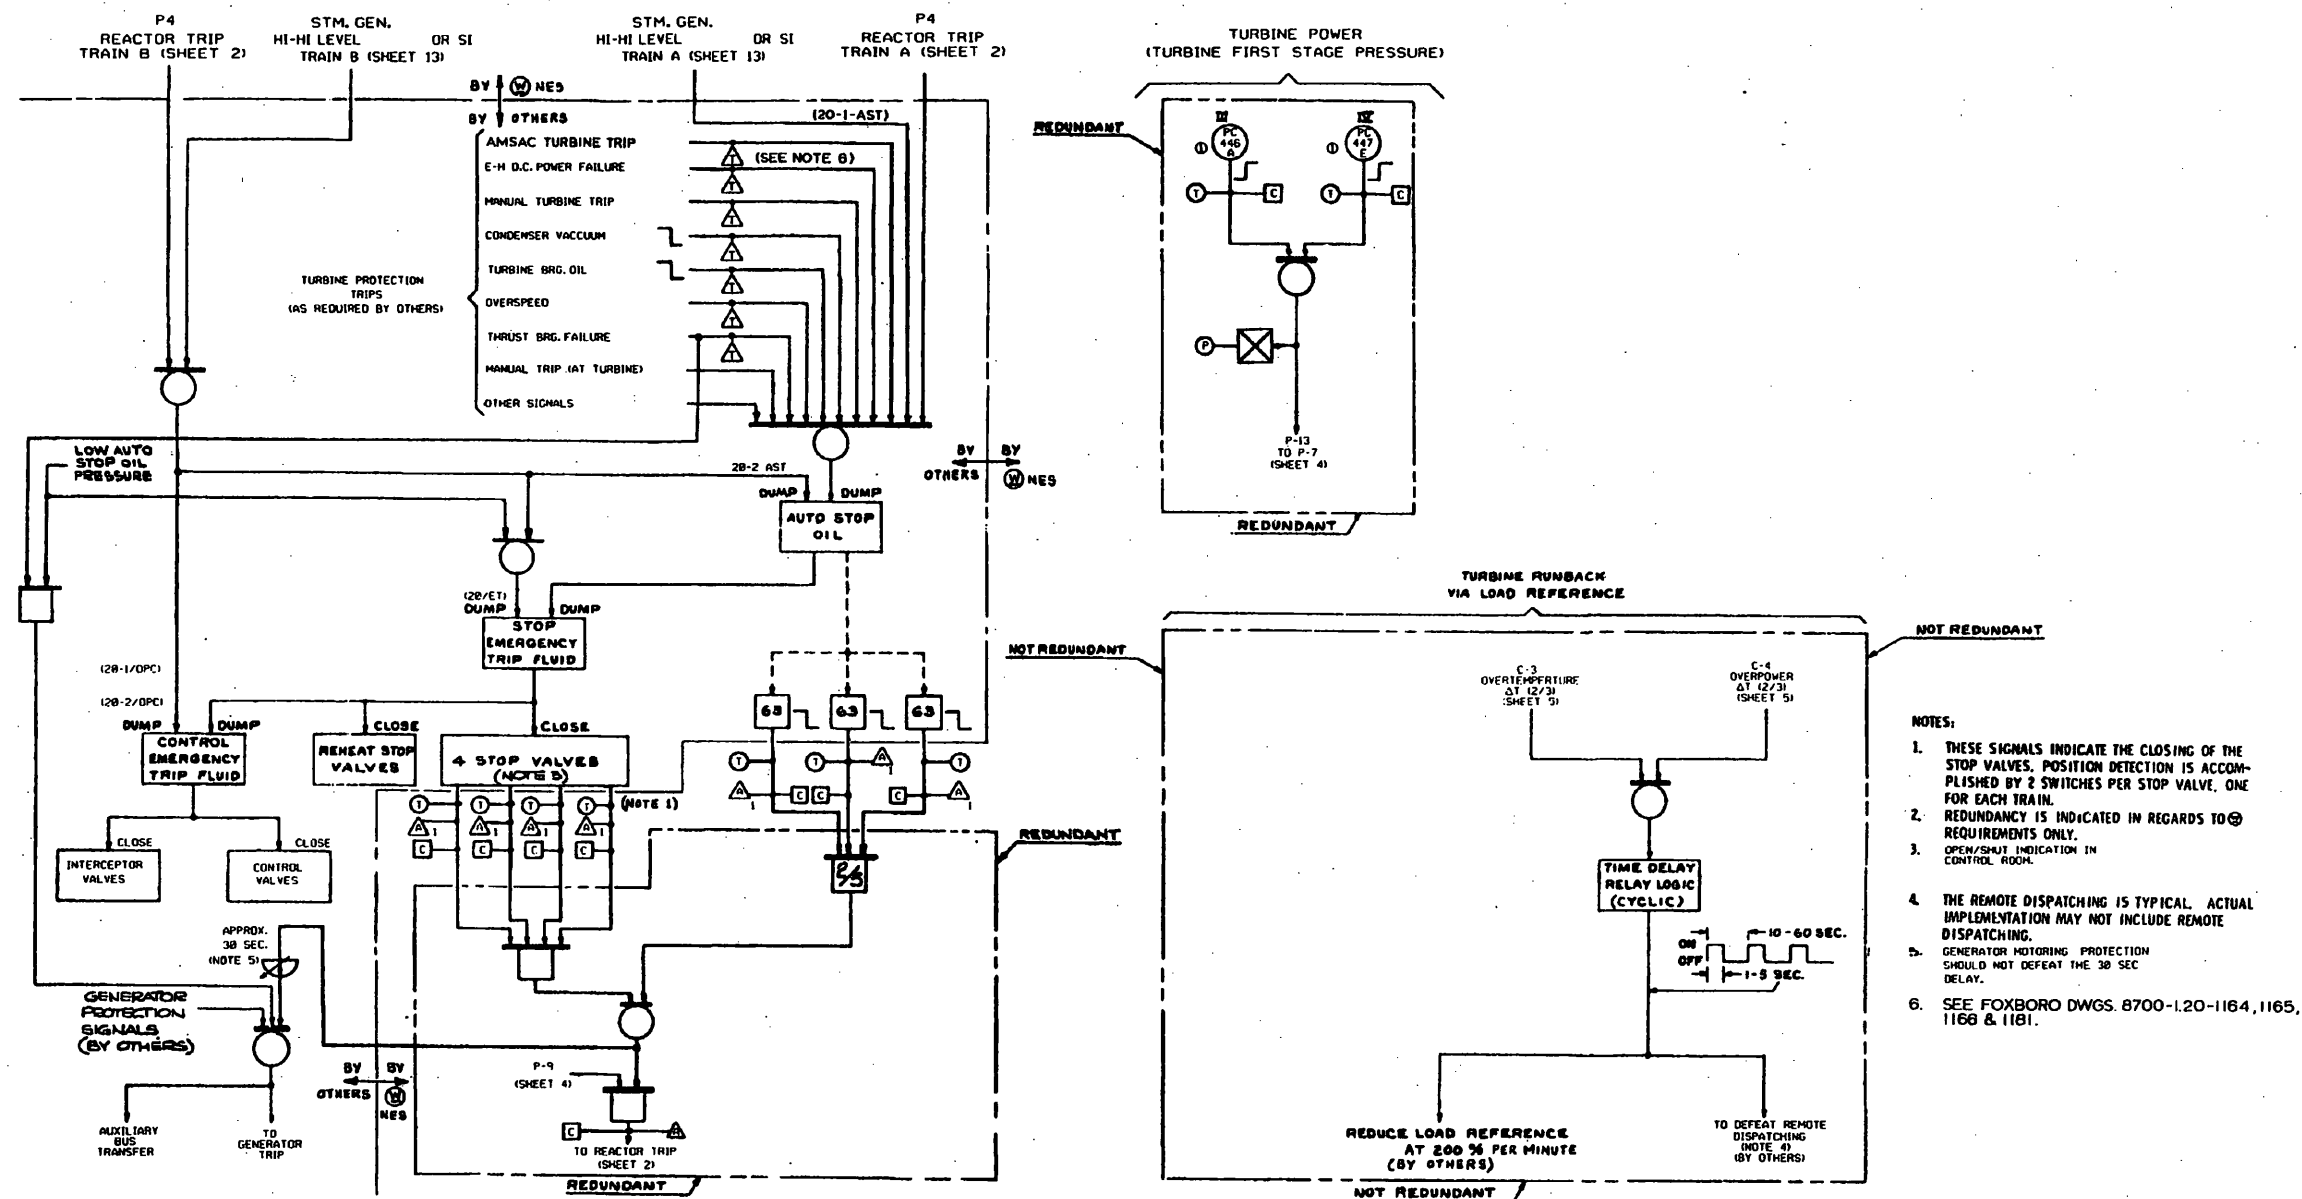 P4
REACTOR TRIP
TRAIN B (SHEET 2)
STM. GEN.
HI-HI LEVEL OR SI
TRAIN B (SHEET 13)
STM. GEN.
HI-HI LEVEL OR SI
TRAIN A (SHEET 13)
P4
REACTOR TRIP
TRAIN A (SHEET 2)
BY W NES
BY OTHERS
(20-1-AST)
AMSAC TURBINE TRIP
T (SEE NOTE 6)
E-H D.C. POWER FAILURE
T
MANUAL TURBINE TRIP
T
CONDENSER VACCUUM
T
TURBINE BRG. OIL
T
OVERSPEED
T
THRUST BRG. FAILURE
T
MANUAL TRIP (AT TURBINE)
OTHER SIGNALS
TURBINE PROTECTION
TRIPS
(AS REQUIRED BY OTHERS)
LOW AUTO
STOP OIL
PRESSURE
20-2 AST
BY BY
OTHERS W NES
DUMP DUMP
AUTO STOP
OIL
(20/ET)
DUMP DUMP
STOP
EMERGENCY
TRIP FLUID
(20-1/OPC)
(20-2/OPC)
DUMP DUMP
CONTROL
EMERGENCY
TRIP FLUID
CLOSE
REHEAT STOP
VALVES
CLOSE
4 STOP VALVES
(NOTE 3)
63 63 63
T T A 1 T
A 1 C C C A 1
T T T T (NOTE 1)
A 1 A 1 A 1 A 1
C C C C
CLOSE CLOSE
INTERCEPTOR
VALVES
CONTROL
VALVES
2/3
REDUNDANT
APPROX.
30 SEC.
(NOTE 5)
GENERATOR
PROTECTION
SIGNALS
(BY OTHERS)
BY BY
OTHERS W
NES
P-9
(SHEET 4)
C A
AUXILIARY
BUS
TRANSFER
TO
GENERATOR
TRIP
TO REACTOR TRIP
(SHEET 2)
REDUNDANT
TURBINE POWER
(TURBINE FIRST STAGE PRESSURE)
REDUNDANT
III
PC
446
A
1
IV
PC
447
E
1
T C T C
P
P-13
TO P-7
(SHEET 4)
REDUNDANT
TURBINE RUNBACK
VIA LOAD REFERENCE
NOT REDUNDANT
NOT REDUNDANT
C-3
OVERTEMPERTURE
ΔT (2/3)
(SHEET 5)
C-4
OVERPOWER
ΔT (2/3)
(SHEET 5)
TIME DELAY
RELAY LOGIC
(CYCLIC)
ON
OFF
10-60 SEC.
1-5 SEC.
REDUCE LOAD REFERENCE
AT 200 % PER MINUTE
(BY OTHERS)
TO DEFEAT REMOTE
DISPATCHING
(NOTE 4)
(BY OTHERS)
NOT REDUNDANT
NOTES:
1. THESE SIGNALS INDICATE THE CLOSING OF THE
STOP VALVES. POSITION DETECTION IS ACCOM-
PLISHED BY 2 SWITCHES PER STOP VALVE, ONE
FOR EACH TRAIN.
2. REDUNDANCY IS INDICATED IN REGARDS TO W
REQUIREMENTS ONLY.
3. OPEN/SHUT INDICATION IN
CONTROL ROOM.
4. THE REMOTE DISPATCHING IS TYPICAL. ACTUAL
IMPLEMENTATION MAY NOT INCLUDE REMOTE
DISPATCHING.
5. GENERATOR MOTORING PROTECTION
SHOULD NOT DEFEAT THE 30 SEC
DELAY.
6. SEE FOXBORO DWGS. 8700-1.20-1164, 1165,
1166 & 1181.